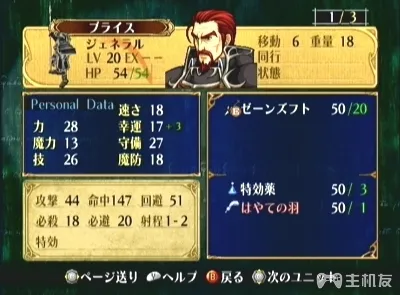 ブライス
1/3
ジェネラル
LV 20 EX --
HP 54/54
移動 6 重量 18
同行
状態
Personal Data
力 28
魔力 13
技 26
速さ 18
幸運 17 +3
守備 27
魔防 18
ゼーンズフト 50/20
特効薬 50/ 3
はやての羽 50/ 1
攻撃 44 命中147 回避 51
必殺 18 必避 20 射程1-2
特効
ページ送り Yヘルプ B戻る 次のユニット
主机友